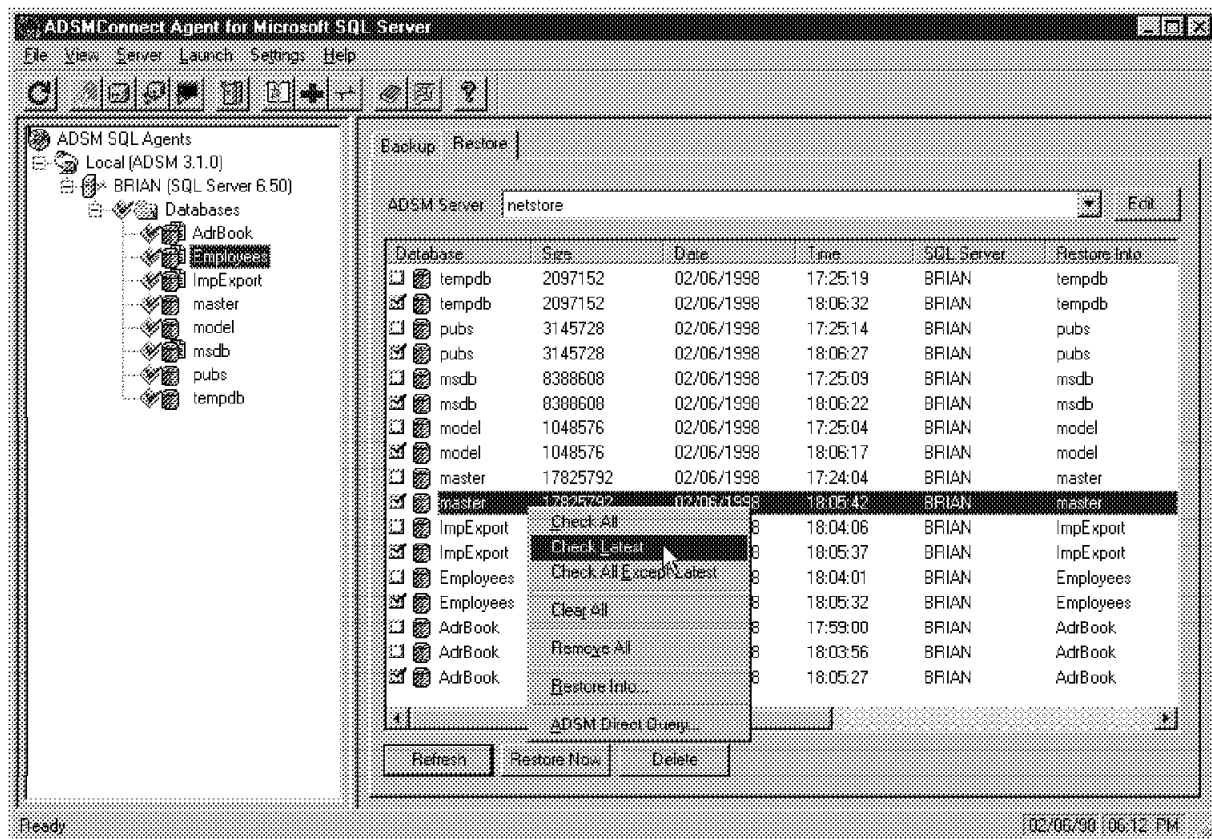 ADSMConnect Agent for Microsoft SQL Server
File View Server Launch Settings Help
ADSM SQL Agents
Local (ADSM 3.1.0)
BRIAN (SQL Server 6.50)
Databases
AdrBook
Employees
ImpExport
master
model
msdb
pubs
tempdb
Backup Restore
ADSM Server netstore Edit...
Database Size Date Time SQL Server Restore Into
tempdb 2097152 02/06/1998 17:25:19 BRIAN tempdb
tempdb 2097152 02/06/1998 18:06:32 BRIAN tempdb
pubs 3145728 02/06/1998 17:25:14 BRIAN pubs
pubs 3145728 02/06/1998 18:06:27 BRIAN pubs
msdb 8388608 02/06/1998 17:25:09 BRIAN msdb
msdb 8388608 02/06/1998 18:06:22 BRIAN msdb
model 1048576 02/06/1998 17:25:04 BRIAN model
model 1048576 02/06/1998 18:06:17 BRIAN model
master 17825792 02/06/1998 17:24:04 BRIAN master
master 17825792 02/06/1998 18:05:42 BRIAN master
ImpExport 8 18:04:06 BRIAN ImpExport
ImpExport 8 18:05:37 BRIAN ImpExport
Employees 8 18:04:01 BRIAN Employees
Employees 8 18:05:32 BRIAN Employees
AdrBook 8 17:59:00 BRIAN AdrBook
AdrBook 8 18:03:56 BRIAN AdrBook
AdrBook 8 18:05:27 BRIAN AdrBook
Check All
Check Latest
Check All Except Latest
Clear All
Remove All
Restore Into...
ADSM Direct Query...
Refresh Restore Now Delete
Ready 02/06/98 06:12 PM